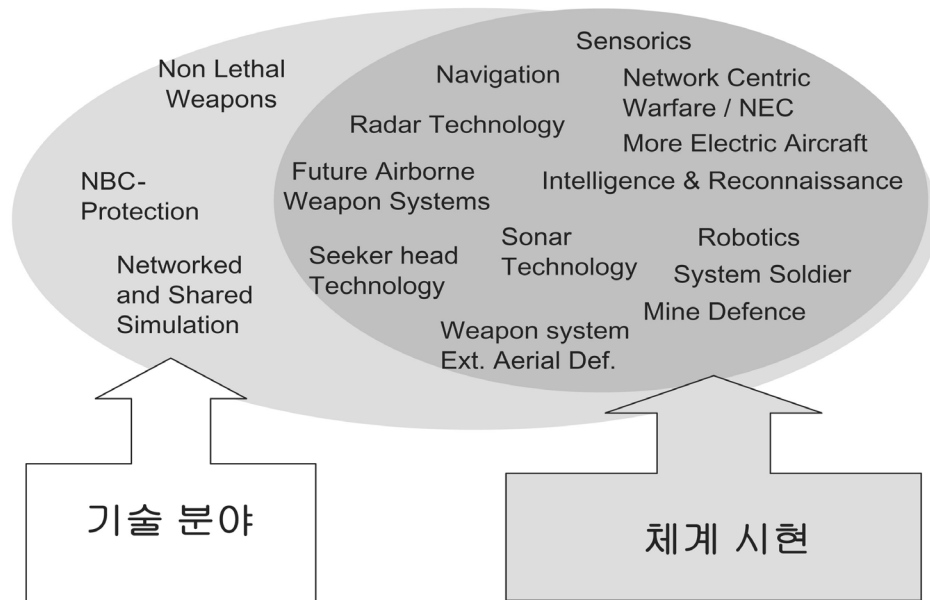 Non Lethal
Weapons
NBC-
Protection
Networked
and Shared
Simulation
Sensorics
Navigation
Network Centric
Warfare / NEC
Radar Technology
More Electric Aircraft
Future Airborne
Weapon Systems
Intelligence & Reconnaissance
Seeker head
Technology
Sonar
Technology
Robotics
System Soldier
Mine Defence
Weapon system
Ext. Aerial Def.
기술 분야
체계 시현